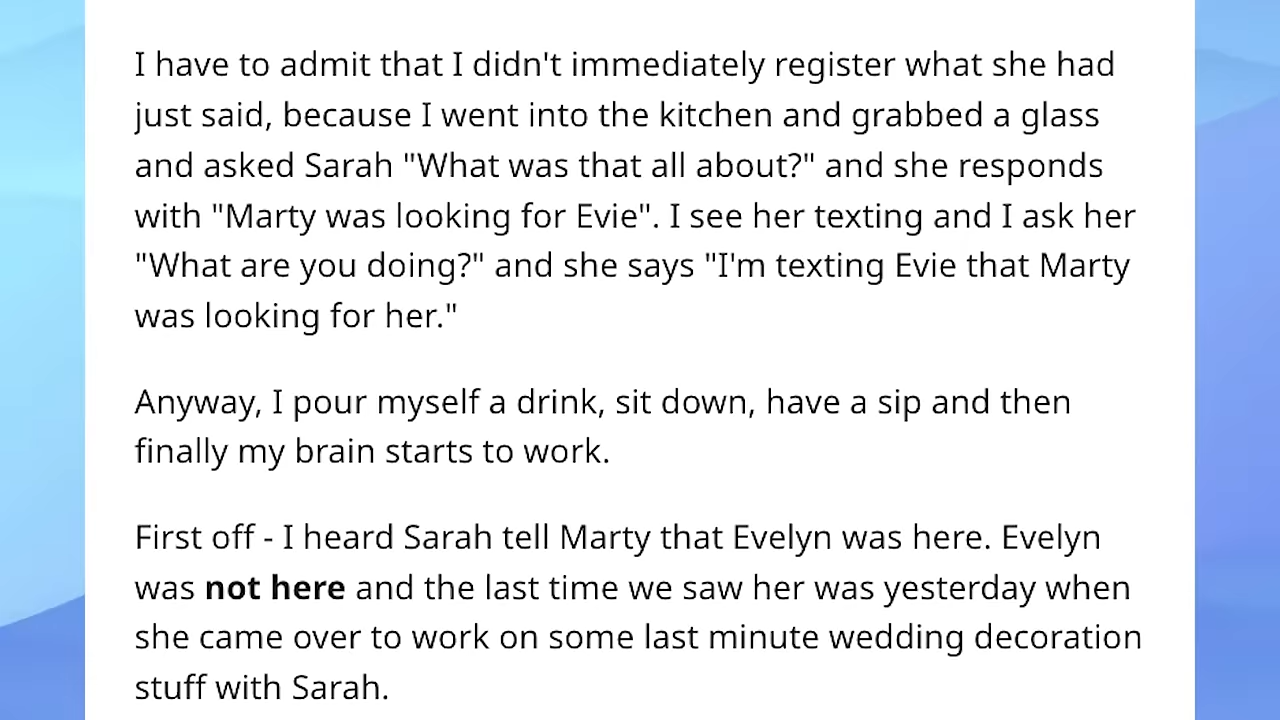 I have to admit that I didn't immediately register what she had
just said, because I went into the kitchen and grabbed a glass
and asked Sarah "What was that all about?" and she responds
with "Marty was looking for Evie". I see her texting and I ask her
"What are you doing?" and she says "I'm texting Evie that Marty
was looking for her."
Anyway, I pour myself a drink, sit down, have a sip and then
finally my brain starts to work.
First off - I heard Sarah tell Marty that Evelyn was here. Evelyn
was not here and the last time we saw her was yesterday when
she came over to work on some last minute wedding decoration
stuff with Sarah.